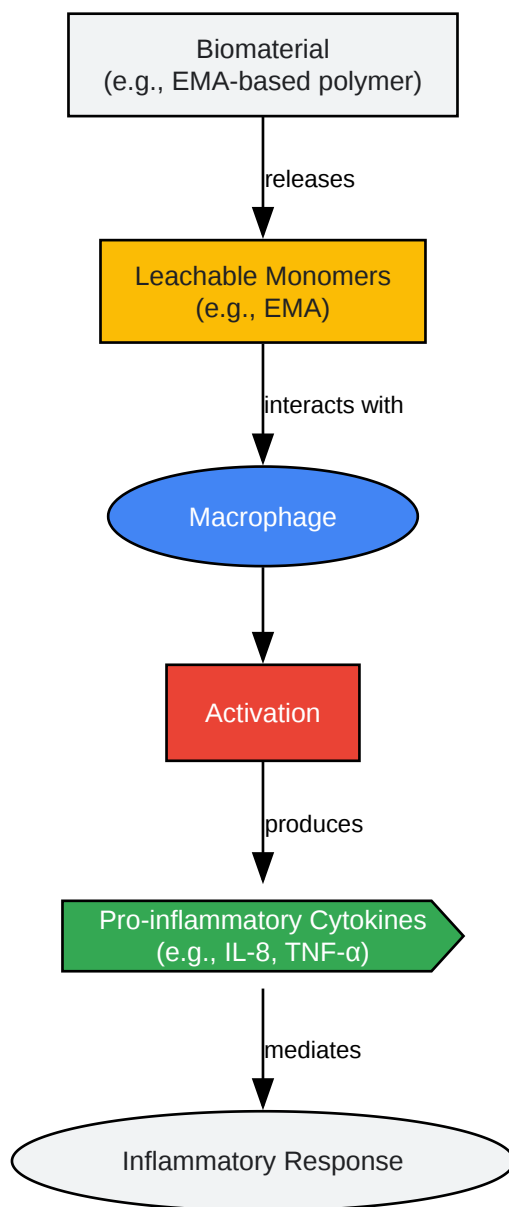 Biomaterial
(e.g., EMA-based polymer)
releases
Leachable Monomers
(e.g., EMA)
interacts with
Macrophage
Activation
produces
Pro-inflammatory Cytokines
(e.g., IL-8, TNF-α)
mediates
Inflammatory Response